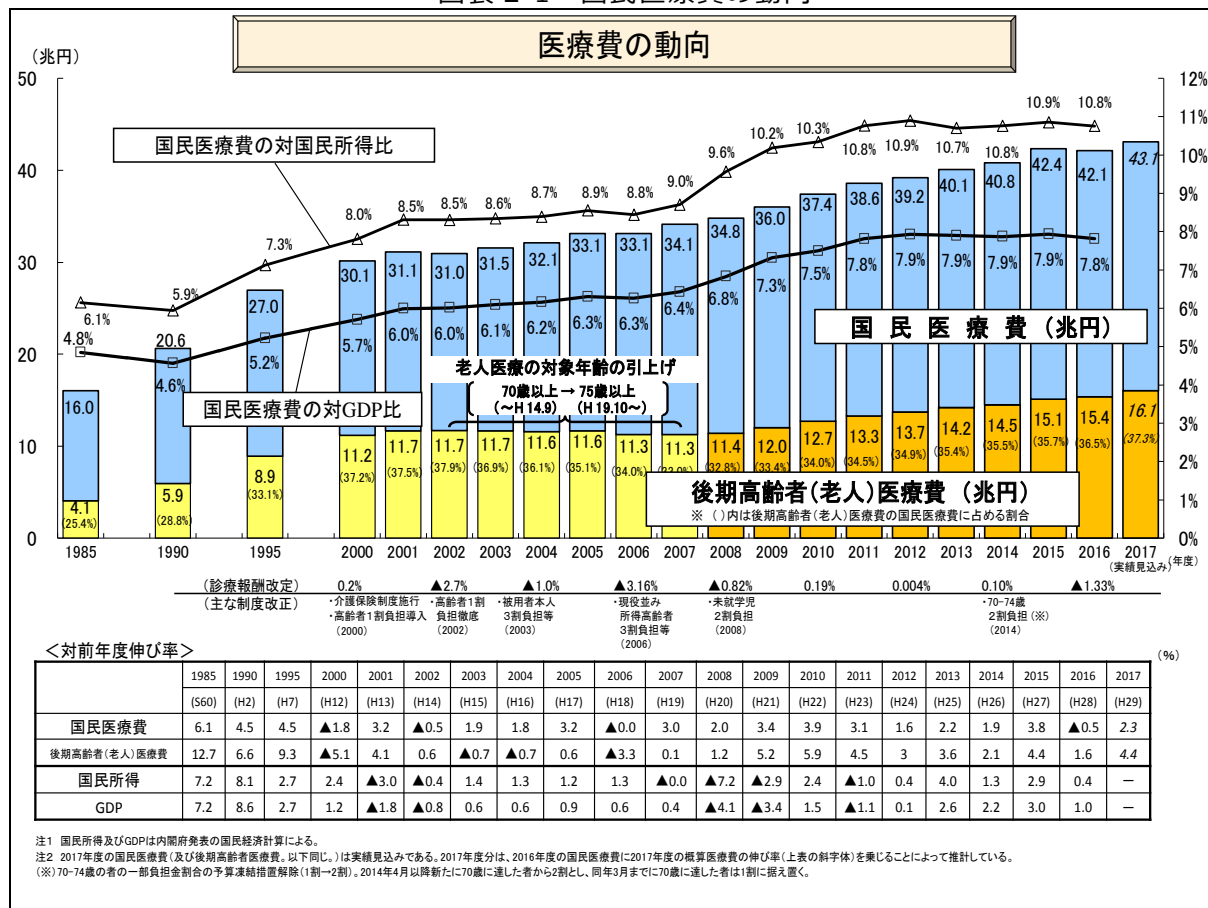 医療費の動向
(兆円)
50 40 30 20 10 0
12% 11% 10% 9% 8% 7% 6% 5% 4% 3% 2% 1% 0%
国民医療費の対国民所得比
6.1% 5.9% 7.3% 8.0% 8.5% 8.5% 8.6% 8.7% 8.9% 8.8% 9.0% 9.6% 10.2% 10.3% 10.8% 10.9% 10.7% 10.8% 10.9% 10.8%
16.0 20.6 27.0 30.1 31.1 31.0 31.5 32.1 33.1 33.1 34.1 34.8 36.0 37.4 38.6 39.2 40.1 40.8 42.4 42.1 43.1
4.8% 4.6% 5.2% 5.7% 6.0% 6.0% 6.1% 6.2% 6.3% 6.3% 6.4% 6.8% 7.3% 7.5% 7.8% 7.9% 7.9% 7.9% 7.9% 7.8%
国 民 医 療 費 (兆円)
老人医療の対象年齢の引上げ
70歳以上 → 75歳以上
(~H14.9) (H19.10~)
国民医療費の対GDP比
4.1 5.9 8.9 11.2 11.7 11.7 11.7 11.6 11.6 11.3 11.3 11.4 12.0 12.7 13.3 13.7 14.2 14.5 15.1 15.4 16.1
(25.4%) (28.8%) (33.1%) (37.2%) (37.5%) (37.9%) (36.9%) (36.1%) (35.1%) (34.0%) (32.8%) (33.4%) (34.0%) (34.5%) (34.9%) (35.4%) (35.5%) (35.7%) (36.5%) (37.3%)
後期高齢者(老人)医療費 (兆円)
※ ( )内は後期高齢者(老人)医療費の国民医療費に占める割合
1985 1990 1995 2000 2001 2002 2003 2004 2005 2006 2007 2008 2009 2010 2011 2012 2013 2014 2015 2016 2017 (年度)
(実績見込み)
(診療報酬改定) 0.2% ▲2.7% ▲1.0% ▲3.16% ▲0.82% 0.19% 0.004% 0.10% ▲1.33%
(主な制度改正)
・介護保険制度施行
・高齢者1割負担導入
(2000)
・高齢者1割
負担徹底
(2002)
・被用者本人
3割負担等
(2003)
・現役並み
所得高齢者
3割負担等
(2006)
・未就学児
2割負担
(2008)
・70-74歳
2割負担(※)
(2014)
<対前年度伸び率>
(%)
1985 1990 1995 2000 2001 2002 2003 2004 2005 2006 2007 2008 2009 2010 2011 2012 2013 2014 2015 2016 2017
(S60) (H2) (H7) (H12) (H13) (H14) (H15) (H16) (H17) (H18) (H19) (H20) (H21) (H22) (H23) (H24) (H25) (H26) (H27) (H28) (H29)
国民医療費 6.1 4.5 4.5 ▲1.8 3.2 ▲0.5 1.9 1.8 3.2 ▲0.0 3.0 2.0 3.4 3.9 3.1 1.6 2.2 1.9 3.8 ▲0.5 2.3
後期高齢者(老人)医療費 12.7 6.6 9.3 ▲5.1 4.1 0.6 ▲0.7 ▲0.7 0.6 ▲3.3 0.1 1.2 5.2 5.9 4.5 3 3.6 2.1 4.4 1.6 4.4
国民所得 7.2 8.1 2.7 2.4 ▲3.0 ▲0.4 1.4 1.3 1.2 1.3 ▲0.0 ▲7.2 ▲2.9 2.4 ▲1.0 0.4 4.0 1.3 2.9 0.4 －
GDP 7.2 8.6 2.7 1.2 ▲1.8 ▲0.8 0.6 0.6 0.9 0.6 0.4 ▲4.1 ▲3.4 1.5 ▲1.1 0.1 2.6 2.2 3.0 1.0 －
注1 国民所得及びGDPは内閣府発表の国民経済計算による。
注2 2017年度の国民医療費(及び後期高齢者医療費。以下同じ。)は実績見込みである。2017年度分は、2016年度の国民医療費に2017年度の概算医療費の伸び率(上表の斜字体)を乗じることによって推計している。
(※)70-74歳の者の一部負担金割合の予算凍結措置解除(1割→2割)。2014年4月以降新たに70歳に達した者から2割とし、同年3月までに70歳に達した者は1割に据え置く。